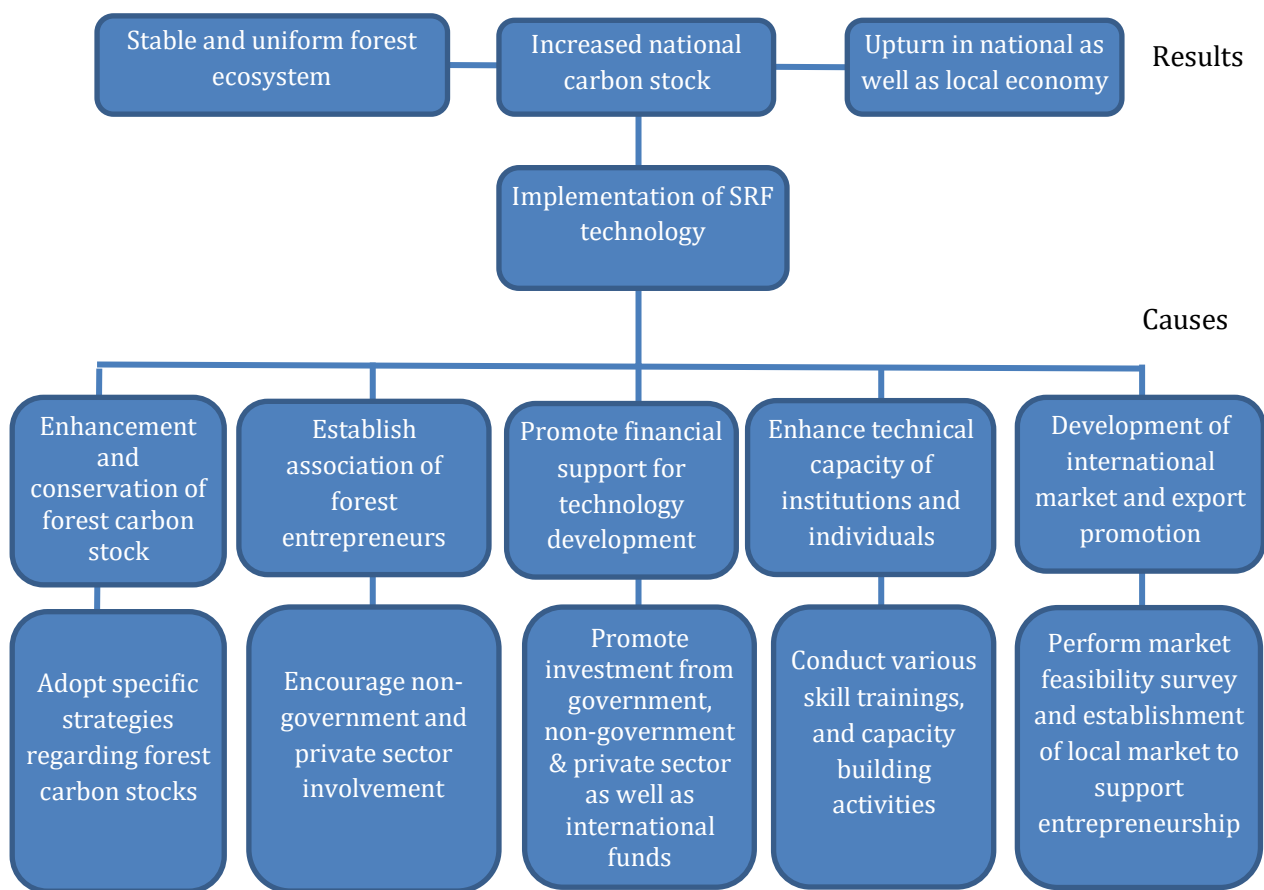 Stable and uniform forest
ecosystem
Increased national
carbon stock
Upturn in national as
well as local economy
Results
Implementation of SRF
technology
Causes
Enhancement
and
conservation of
forest carbon
stock
Establish
association of
forest
entrepreneurs
Promote financial
support for
technology
development
Enhance technical
capacity of
institutions and
individuals
Development of
international
market and export
promotion
Adopt specific
strategies
regarding forest
carbon stocks
Encourage non-
government and
private sector
involvement
Promote
investment from
government,
non-government
& private sector
as well as
international
funds
Conduct various
skill trainings,
and capacity
building
activities
Perform market
feasibility survey
and establishment
of local market to
support
entrepreneurship